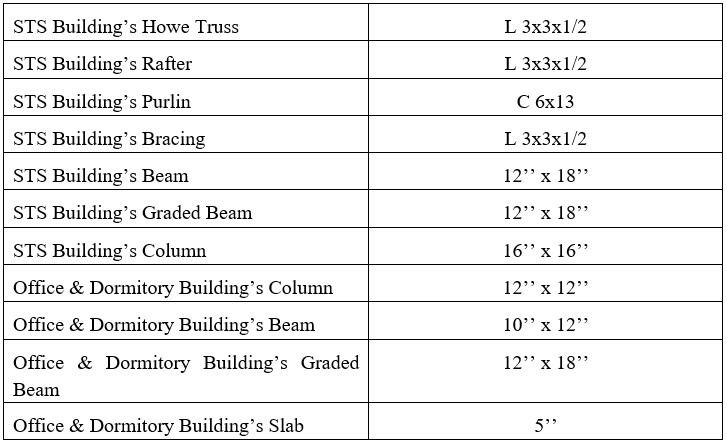 STS Building’s Howe Truss L 3x3x1/2
STS Building’s Rafter L 3x3x1/2
STS Building’s Purlin C 6x13
STS Building’s Bracing L 3x3x1/2
STS Building’s Beam 12’’ x 18’’
STS Building’s Graded Beam 12’’ x 18’’
STS Building’s Column 16’’ x 16’’
Office & Dormitory Building’s Column 12’’ x 12’’
Office & Dormitory Building’s Beam 10’’ x 12’’
Office & Dormitory Building’s Graded 12’’ x 18’’
Beam
Office & Dormitory Building’s Slab 5’’